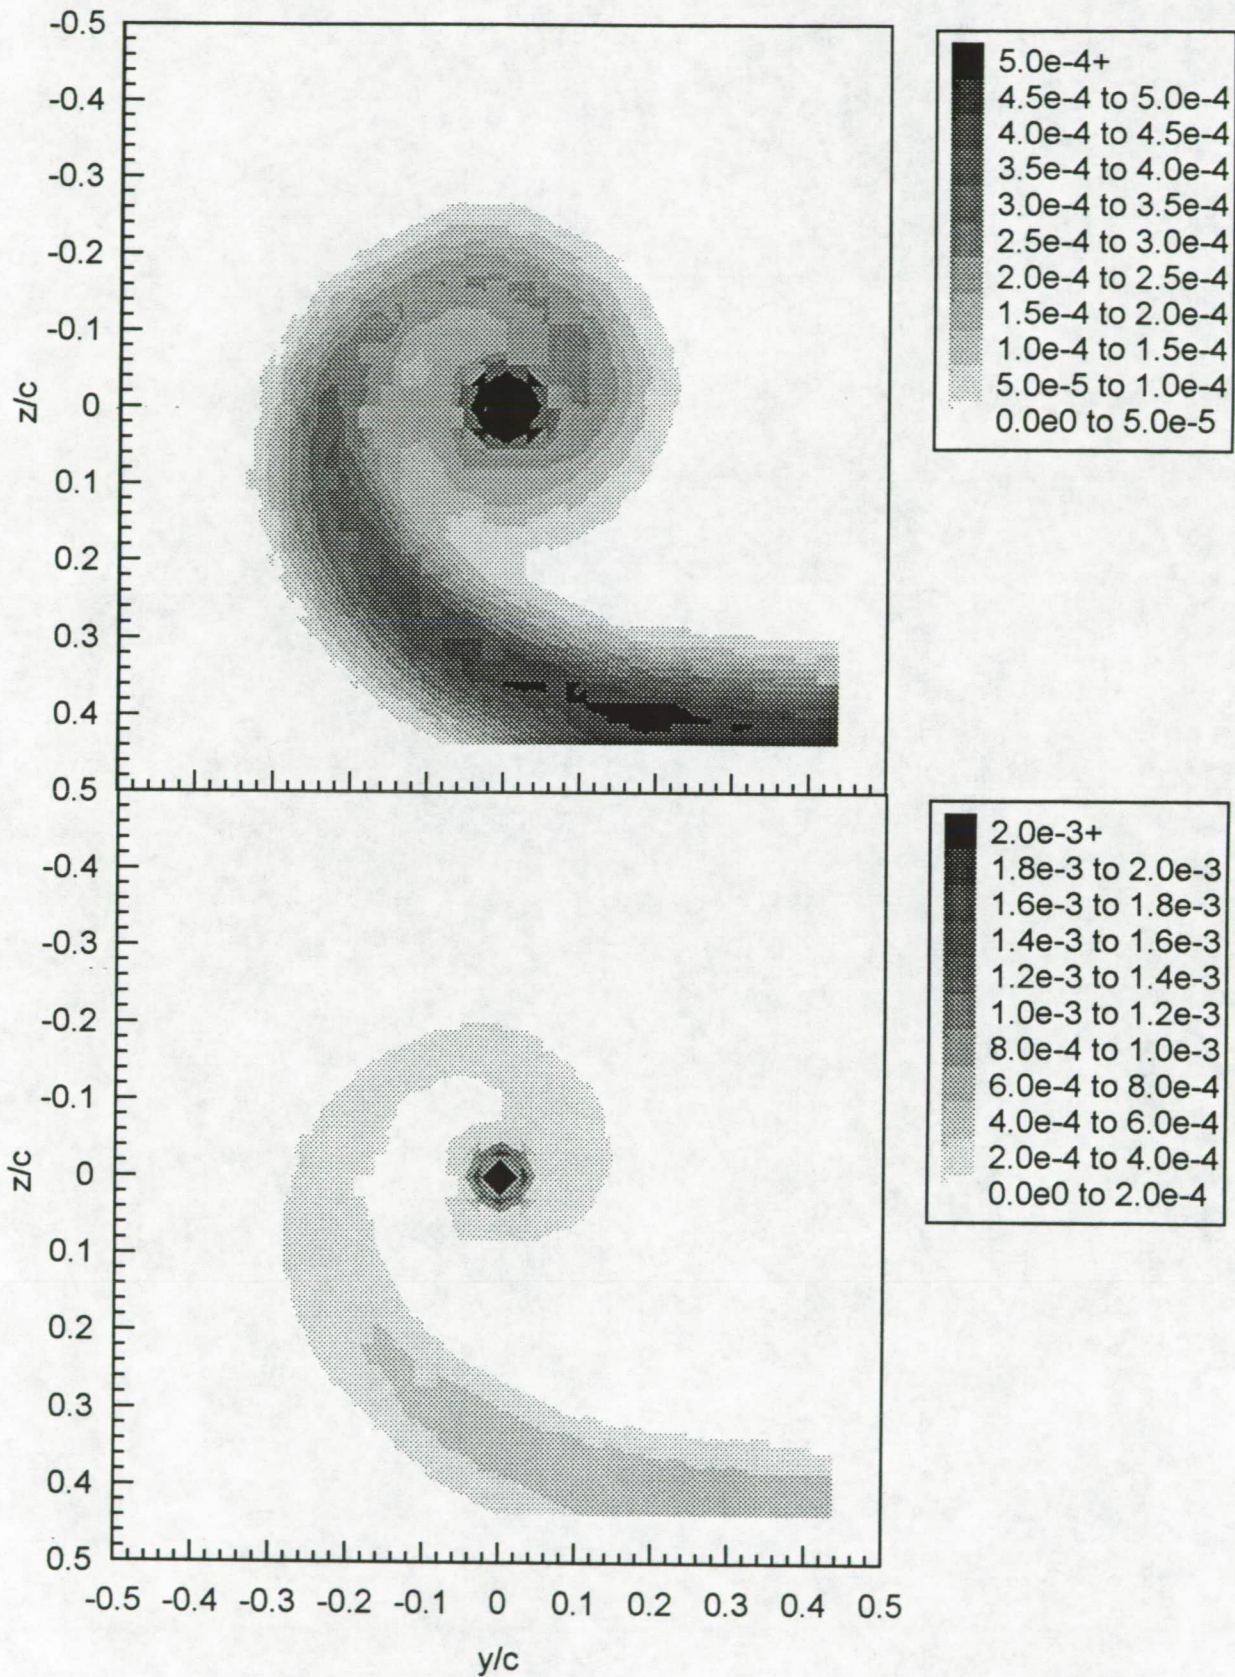 -0.5
-0.4
-0.3
-0.2
-0.1
0
0.1
0.2
0.3
0.4
0.5
z/c
5.0e-4+
4.5e-4 to 5.0e-4
4.0e-4 to 4.5e-4
3.5e-4 to 4.0e-4
3.0e-4 to 3.5e-4
2.5e-4 to 3.0e-4
2.0e-4 to 2.5e-4
1.5e-4 to 2.0e-4
1.0e-4 to 1.5e-4
5.0e-5 to 1.0e-4
0.0e0 to 5.0e-5
-0.4
-0.3
-0.2
-0.1
0
0.1
0.2
0.3
0.4
0.5
z/c
2.0e-3+
1.8e-3 to 2.0e-3
1.6e-3 to 1.8e-3
1.4e-3 to 1.6e-3
1.2e-3 to 1.4e-3
1.0e-3 to 1.2e-3
8.0e-4 to 1.0e-3
6.0e-4 to 8.0e-4
4.0e-4 to 6.0e-4
2.0e-4 to 4.0e-4
0.0e0 to 2.0e-4
-0.5 -0.4 -0.3 -0.2 -0.1 0 0.1 0.2 0.3 0.4 0.5
y/c